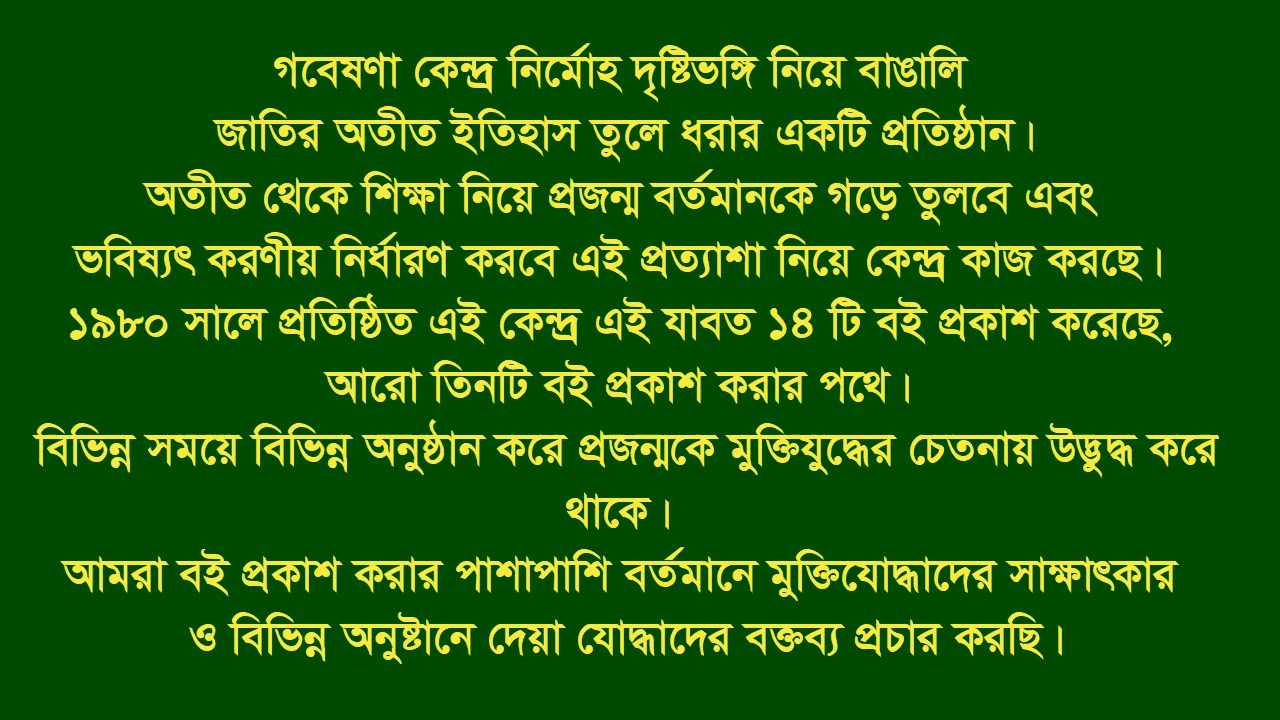 গবেষণা কেন্দ্র নির্মোহ দৃষ্টিভঙ্গি নিয়ে বাঙালি
জাতির অতীত ইতিহাস তুলে ধরার একটি প্রতিষ্ঠান।
অতীত থেকে শিক্ষা নিয়ে প্রজন্ম বর্তমানকে গড়ে তুলবে এবং
ভবিষ্যৎ করণীয় নির্ধারণ করবে এই প্রত্যাশা নিয়ে কেন্দ্র কাজ করছে।
১৯৮০ সালে প্রতিষ্ঠিত এই কেন্দ্র এই যাবত ১৪ টি বই প্রকাশ করেছে,
আরো তিনটি বই প্রকাশ করার পথে।
বিভিন্ন সময়ে বিভিন্ন অনুষ্ঠান করে প্রজন্মকে মুক্তিযুদ্ধের চেতনায় উদ্ভুদ্ধ করে
থাকে।
আমরা বই প্রকাশ করার পাশাপাশি বর্তমানে মুক্তিযোদ্ধাদের সাক্ষাৎকার
ও বিভিন্ন অনুষ্টানে দেয়া যোদ্ধাদের বক্তব্য প্রচার করছি।